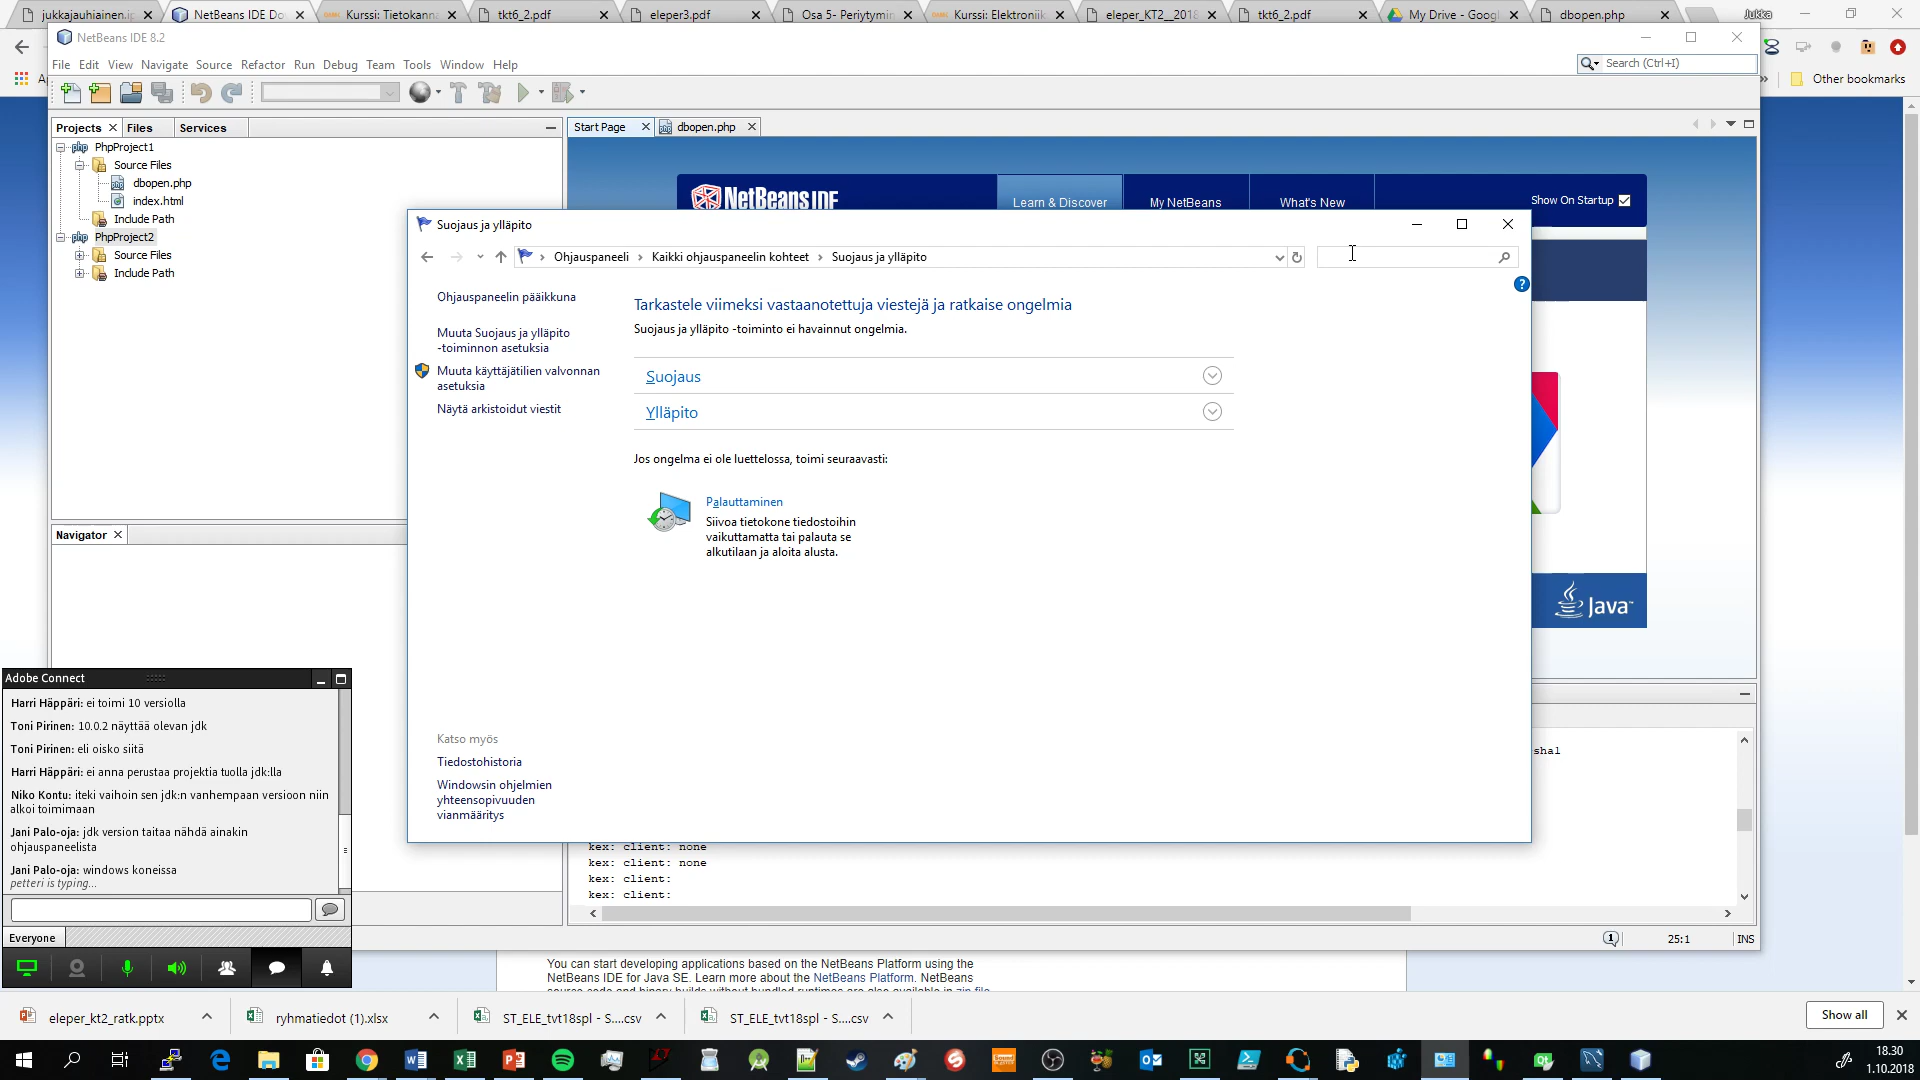 jukkajauhiainen.ip
NetBeans IDE Do
Kurssi: Tietokann
tkt6_2.pdf
eleper3.pdf
Osa 5- Periytymin
Kurssi: Elektroniik
eleper_KT2__2018
tkt6_2.pdf
My Drive - Googl
dbopen.php
Jukka
NetBeans IDE 8.2
File Edit View Navigate Source Refactor Run Debug Team Tools Window Help
Search (Ctrl+I)
Other bookmarks
Projects Files Services
Start Page dbopen.php
PhpProject1
Source Files
dbopen.php
index.html
Include Path
PhpProject2
Source Files
Include Path
NetBeans IDE
Learn & Discover
My NetBeans
What's New
Show On Startup
Suojaus ja ylläpito
Ohjauspaneeli Kaikki ohjauspaneelin kohteet Suojaus ja ylläpito
Ohjauspaneelin pääikkuna
Muuta Suojaus ja ylläpito
-toiminnon asetuksia
Muuta käyttäjätilien valvonnan
asetuksia
Näytä arkistoidut viestit
Tarkastele viimeksi vastaanotettuja viestejä ja ratkaise ongelmia
Suojaus ja ylläpito -toiminto ei havainnut ongelmia.
Suojaus
Ylläpito
Jos ongelma ei ole luettelossa, toimi seuraavasti:
Palauttaminen
Siivoa tietokone tiedostoihin
vaikuttamatta tai palauta se
alkutilaan ja aloita alusta.
Katso myös
Tiedostohistoria
Windowsin ohjelmien
yhteensopivuuden
vianmääritys
Java
Navigator
Adobe Connect
Harri Häppäri: ei toimi 10 versiolla
Toni Pirinen: 10.0.2 näyttää olevan jdk
Toni Pirinen: eli oisko siitä
Harri Häppäri: ei anna perustaa projektia tuolla jdk:lla
Niko Kontu: iteki vaihoin sen jdk:n vanhempaan versioon niin
alkoi toimimaan
Jani Palo-oja: jdk version taitaa nähdä ainakin
ohjauspaneelista
Jani Palo-oja: windows koneissa
petteri is typing...
Everyone
shal
kex: client: none
kex: client: none
kex: client:
kex: client:
25:1
INS
You can start developing applications based on the NetBeans Platform using the
NetBeans IDE for Java SE. Learn more about the NetBeans Platform. NetBeans
eleper_kt2_ratk.pptx
ryhmatiedot (1).xlsx
ST_ELE_tvt18spl - S....csv
ST_ELE_tvt18spl - S....csv
Show all
18.30
1.10.2018